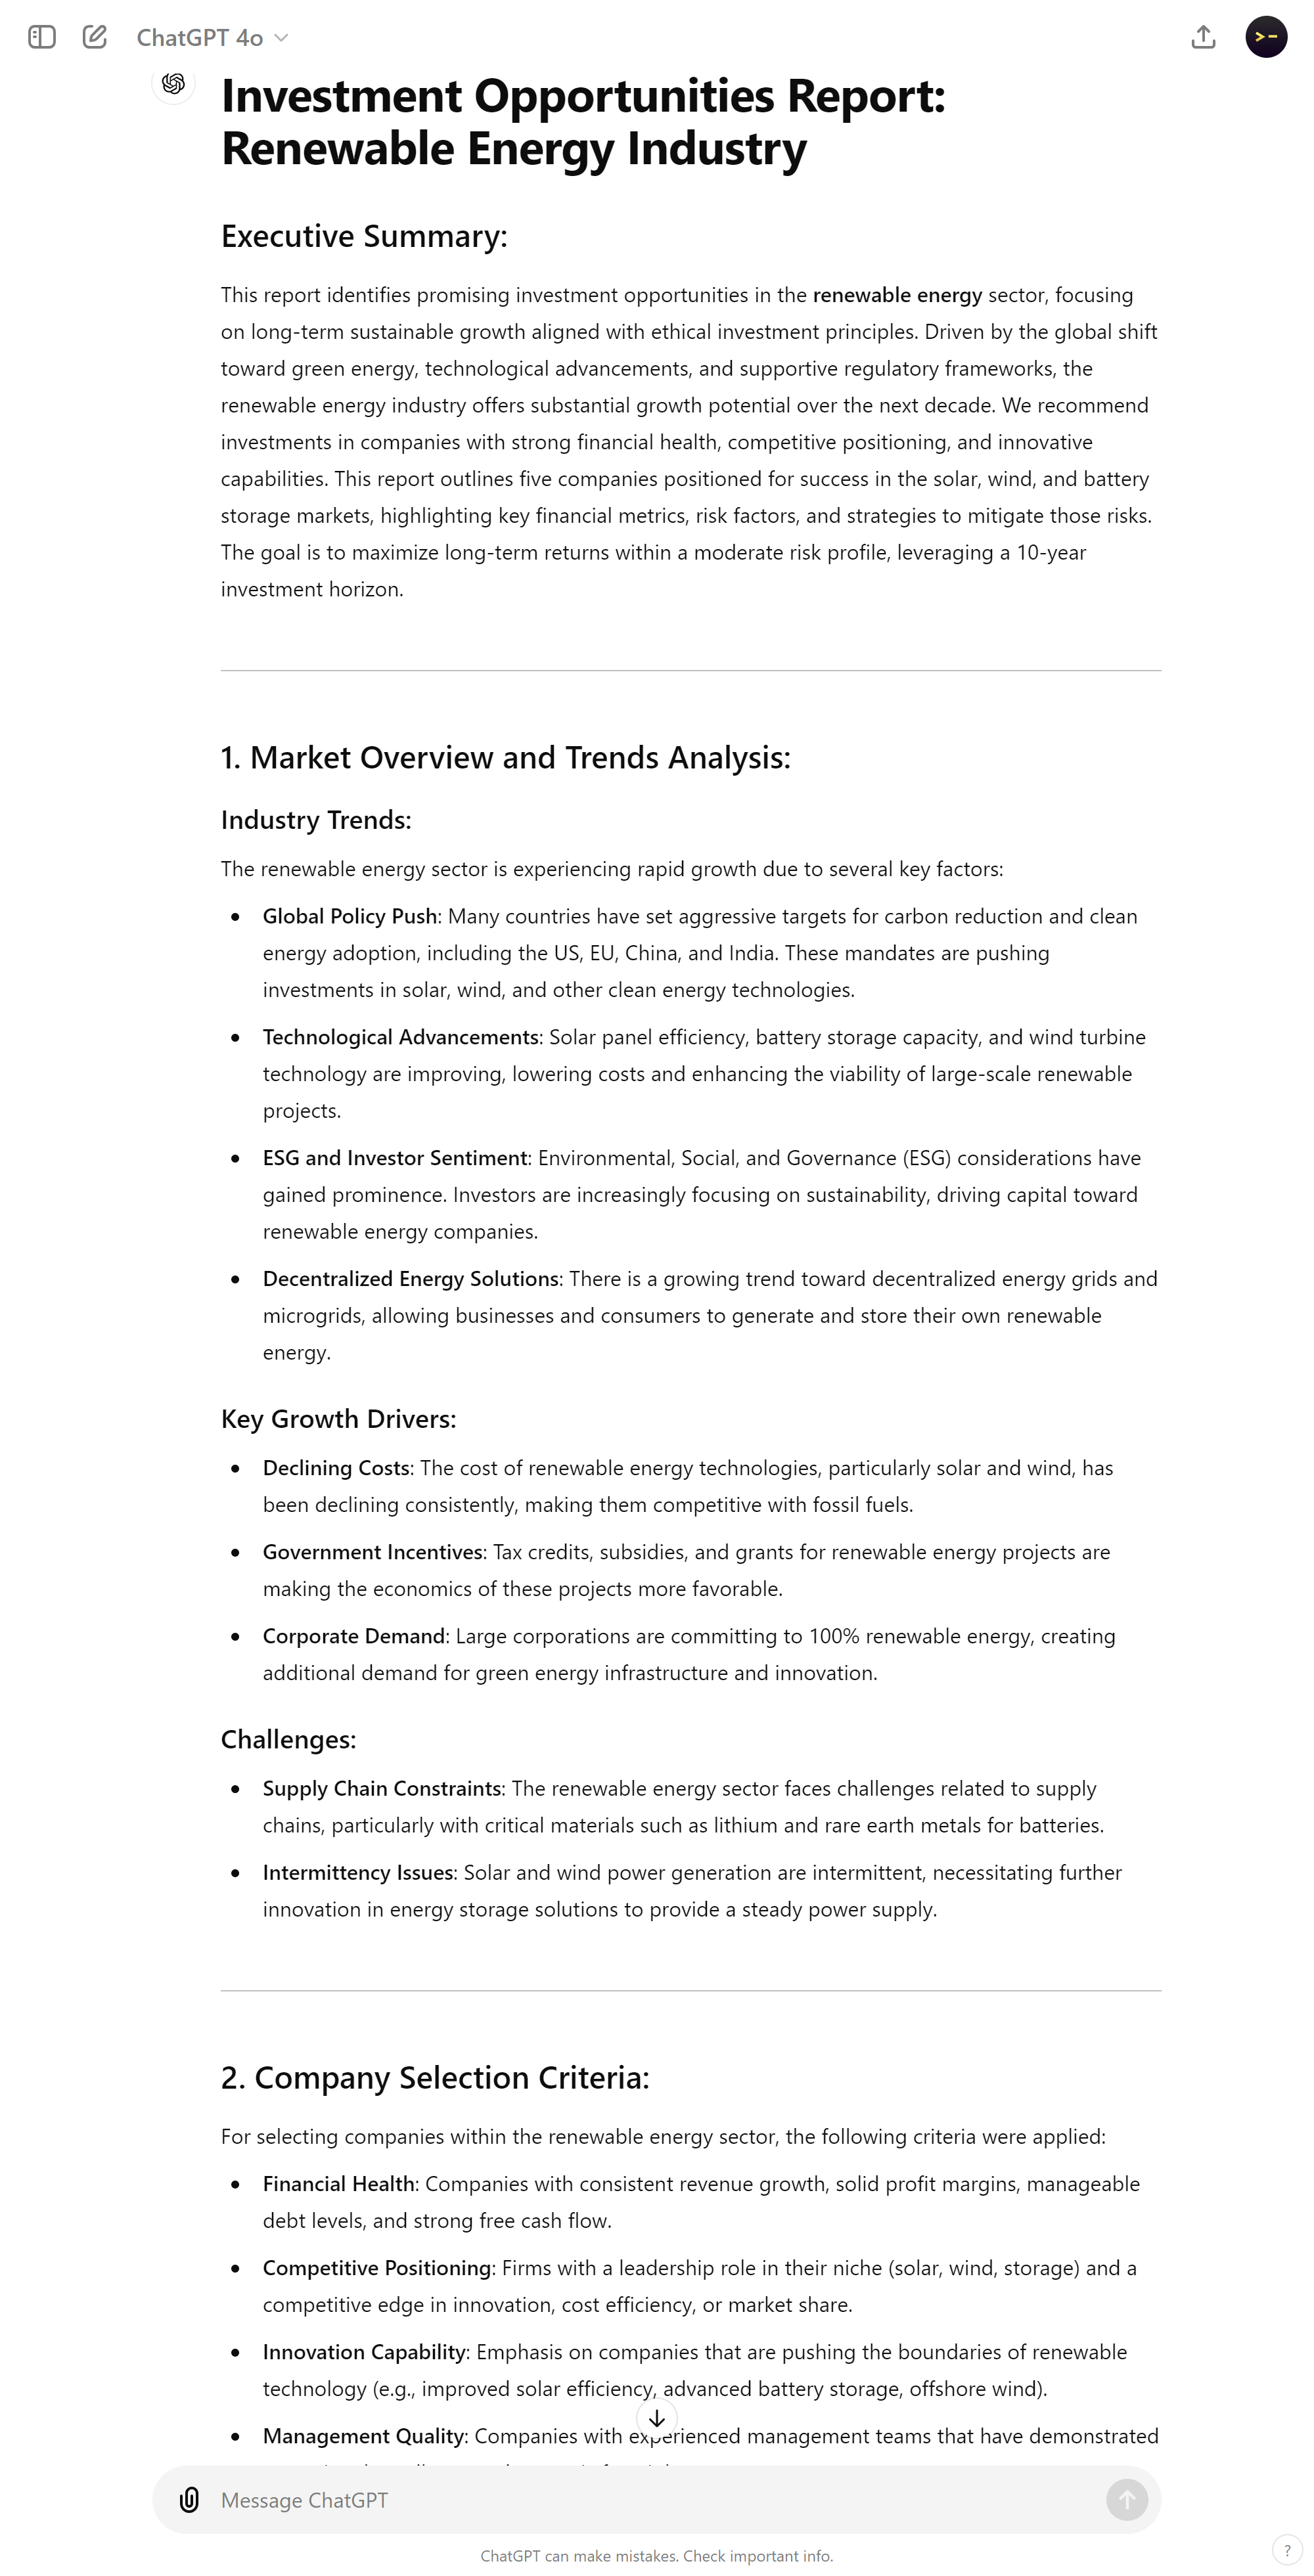 ChatGPT 4o
Investment Opportunities Report:
Renewable Energy Industry
Executive Summary:
This report identifies promising investment opportunities in the renewable energy sector, focusing
on long-term sustainable growth aligned with ethical investment principles. Driven by the global shift
toward green energy, technological advancements, and supportive regulatory frameworks, the
renewable energy industry offers substantial growth potential over the next decade. We recommend
investments in companies with strong financial health, competitive positioning, and innovative
capabilities. This report outlines five companies positioned for success in the solar, wind, and battery
storage markets, highlighting key financial metrics, risk factors, and strategies to mitigate those risks.
The goal is to maximize long-term returns within a moderate risk profile, leveraging a 10-year
investment horizon.
1. Market Overview and Trends Analysis:
Industry Trends:
The renewable energy sector is experiencing rapid growth due to several key factors:
• Global Policy Push: Many countries have set aggressive targets for carbon reduction and clean
energy adoption, including the US, EU, China, and India. These mandates are pushing
investments in solar, wind, and other clean energy technologies.
• Technological Advancements: Solar panel efficiency, battery storage capacity, and wind turbine
technology are improving, lowering costs and enhancing the viability of large-scale renewable
projects.
• ESG and Investor Sentiment: Environmental, Social, and Governance (ESG) considerations have
gained prominence. Investors are increasingly focusing on sustainability, driving capital toward
renewable energy companies.
• Decentralized Energy Solutions: There is a growing trend toward decentralized energy grids and
microgrids, allowing businesses and consumers to generate and store their own renewable
energy.
Key Growth Drivers:
• Declining Costs: The cost of renewable energy technologies, particularly solar and wind, has
been declining consistently, making them competitive with fossil fuels.
• Government Incentives: Tax credits, subsidies, and grants for renewable energy projects are
making the economics of these projects more favorable.
• Corporate Demand: Large corporations are committing to 100% renewable energy, creating
additional demand for green energy infrastructure and innovation.
Challenges:
• Supply Chain Constraints: The renewable energy sector faces challenges related to supply
chains, particularly with critical materials such as lithium and rare earth metals for batteries.
• Intermittency Issues: Solar and wind power generation are intermittent, necessitating further
innovation in energy storage solutions to provide a steady power supply.
2. Company Selection Criteria:
For selecting companies within the renewable energy sector, the following criteria were applied:
• Financial Health: Companies with consistent revenue growth, solid profit margins, manageable
debt levels, and strong free cash flow.
• Competitive Positioning: Firms with a leadership role in their niche (solar, wind, storage) and a
competitive edge in innovation, cost efficiency, or market share.
• Innovation Capability: Emphasis on companies that are pushing the boundaries of renewable
technology (e.g., improved solar efficiency, advanced battery storage, offshore wind).
• Management Quality: Companies with experienced management teams that have demonstrated
Message ChatGPT
ChatGPT can make mistakes. Check important info.
?